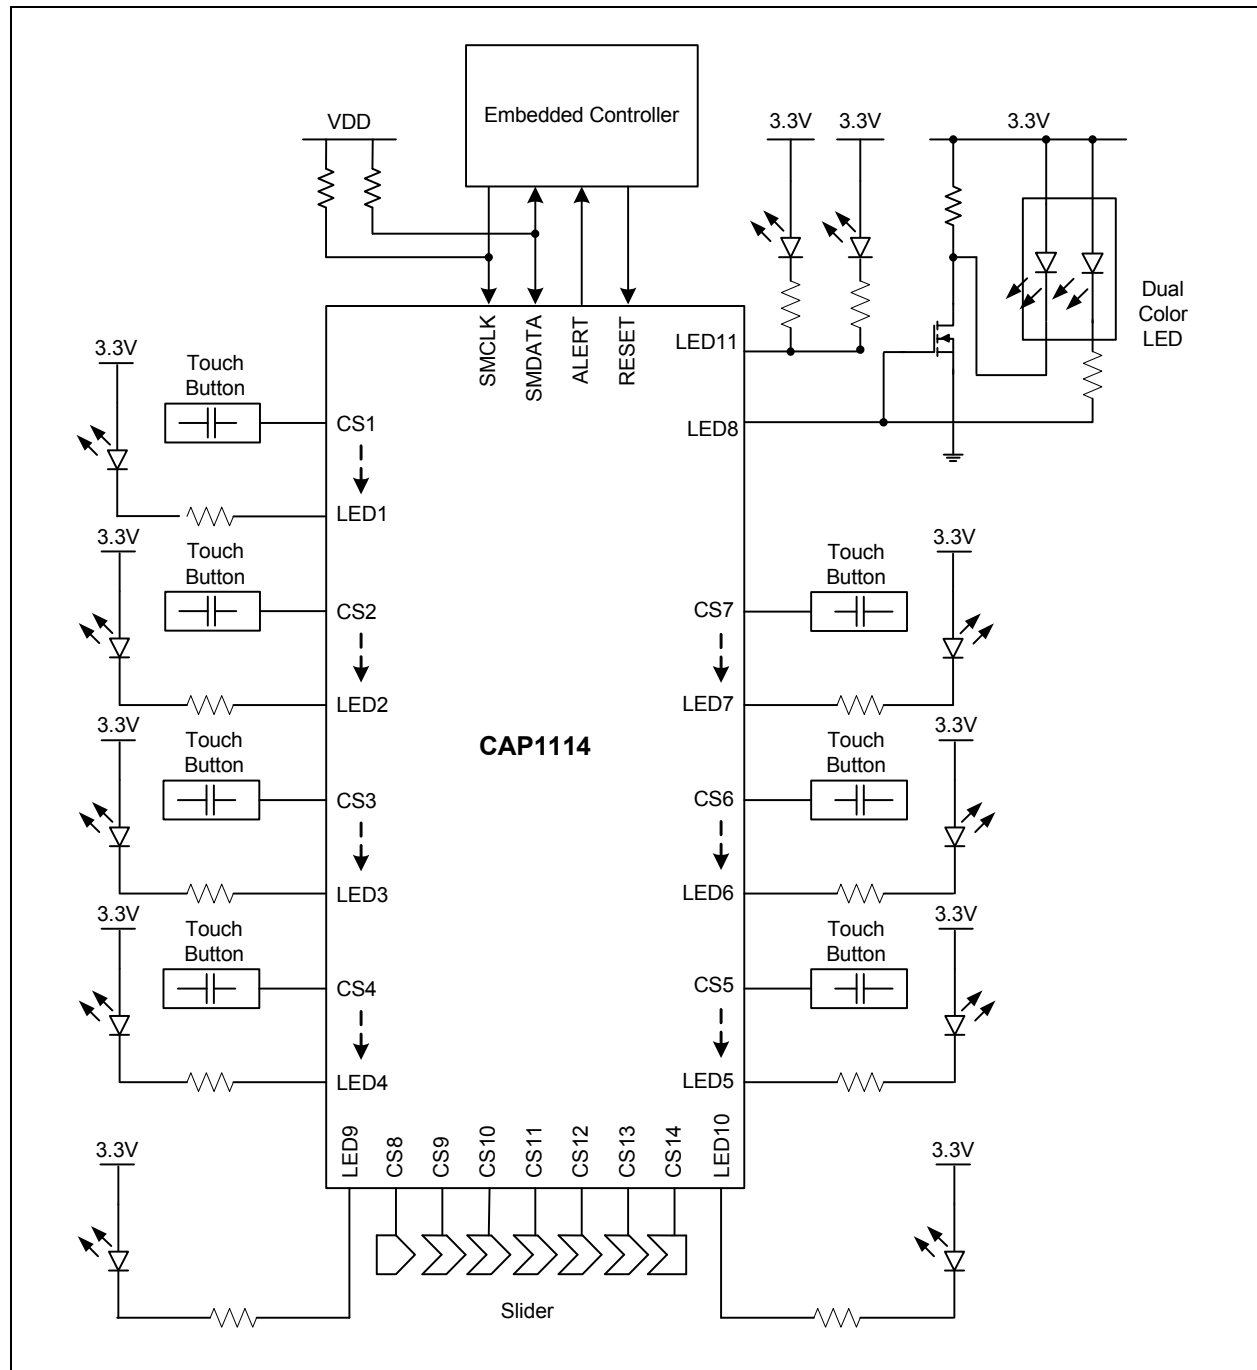 Embedded Controller
VDD
3.3V
3.3V
3.3V
Dual
Color
LED
SMCLK
SMDATA
ALERT
RESET
LED11
LED8
3.3V
Touch
Button
CS1
LED1
3.3V
Touch
Button
CS2
LED2
CS7
Touch
Button
3.3V
LED7
CAP1114
3.3V
Touch
Button
CS3
LED3
CS6
Touch
Button
3.3V
LED6
3.3V
Touch
Button
CS4
LED4
CS5
Touch
Button
3.3V
LED5
3.3V
LED9
CS8
CS9
CS10
CS11
CS12
CS13
CS14
LED10
3.3V
Slider